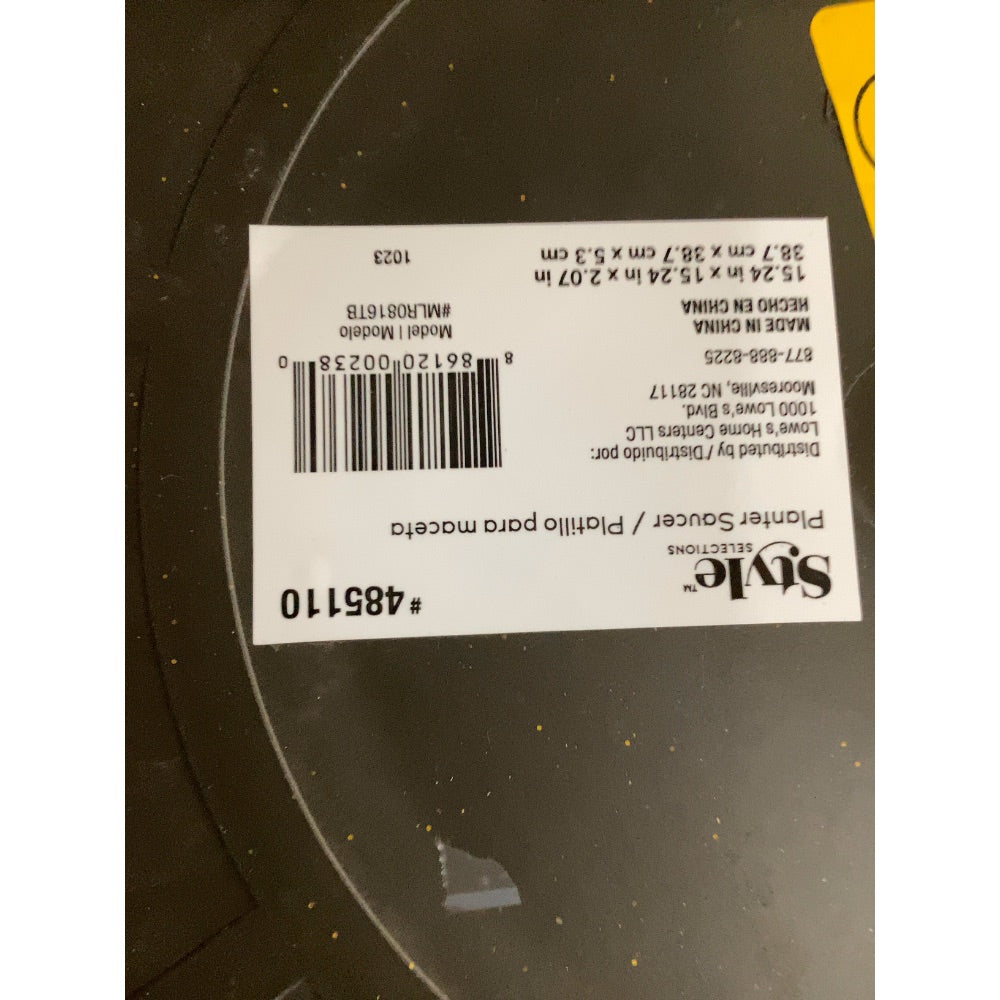 #485110
Style™
SELECTIONS
Planter Saucer / Platillo para maceta
Distributed by / Distribuido por:
Lowe's Home Centers LLC
1000 Lowe's Blvd.
Mooresville, NC 28117
877-888-8225
MADE IN CHINA
HECHO EN CHINA
15.24 in x 15.24 in x 2.07 in
38.7 cm x 38.7 cm x 5.3 cm
8 86120 00238 0
Model | Modelo
#MLR0816TB
1023